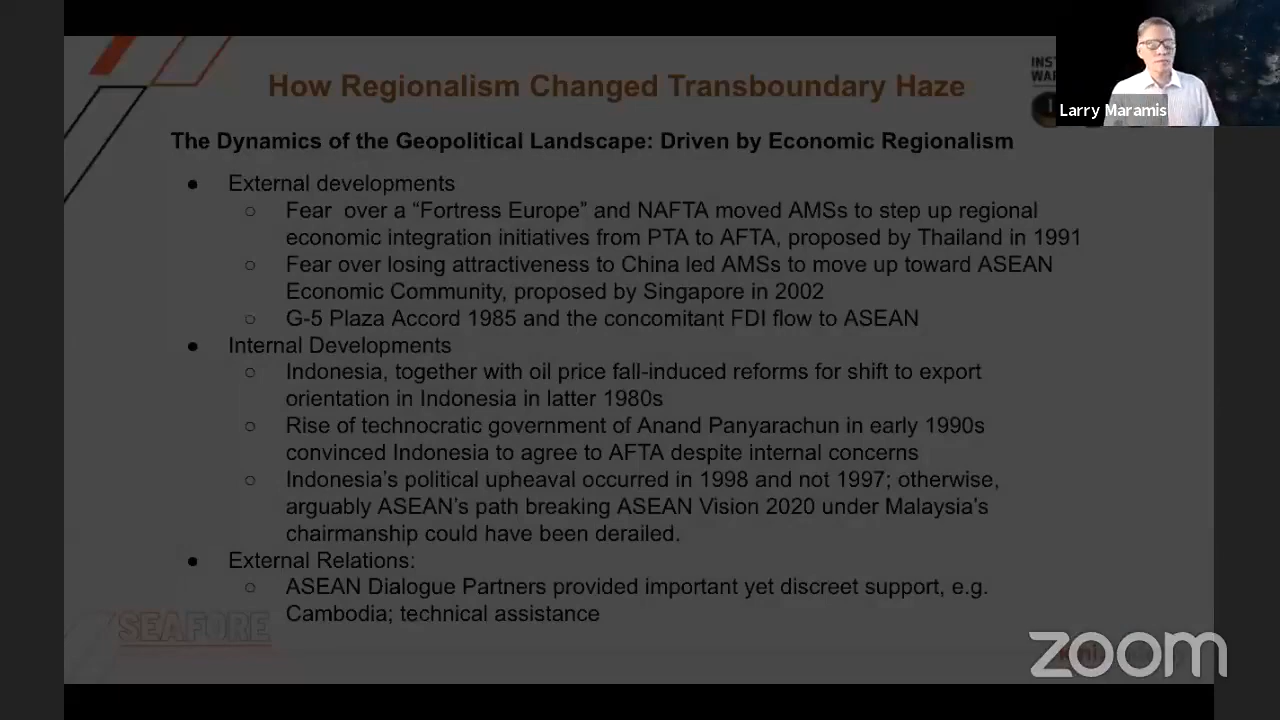 How Regionalism Changed Transboundary Haze
INST
WAR
Larry Maramis
The Dynamics of the Geopolitical Landscape: Driven by Economic Regionalism
● External developments
○ Fear over a “Fortress Europe” and NAFTA moved AMSs to step up regional
economic integration initiatives from PTA to AFTA, proposed by Thailand in 1991
○ Fear over losing attractiveness to China led AMSs to move up toward ASEAN
Economic Community, proposed by Singapore in 2002
○ G-5 Plaza Accord 1985 and the concomitant FDI flow to ASEAN
● Internal Developments
○ Indonesia, together with oil price fall-induced reforms for shift to export
orientation in Indonesia in latter 1980s
○ Rise of technocratic government of Anand Panyarachun in early 1990s
convinced Indonesia to agree to AFTA despite internal concerns
○ Indonesia’s political upheaval occurred in 1998 and not 1997; otherwise,
arguably ASEAN’s path breaking ASEAN Vision 2020 under Malaysia’s
chairmanship could have been derailed.
● External Relations:
○ ASEAN Dialogue Partners provided important yet discreet support, e.g.
Cambodia; technical assistance
SEAFORE
zoom